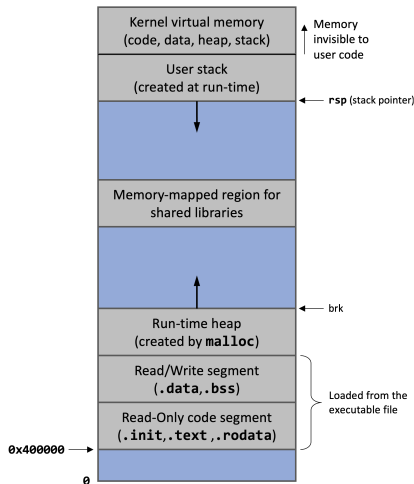 Kernel virtual memory
(code, data, heap, stack)
Memory
invisible to
user code
User stack
(created at run-time)
rsp (stack pointer)
Memory-mapped region for
shared libraries
brk
Run-time heap
(created by malloc)
Read/Write segment
(.data,.bss)
Loaded from the
executable file
Read-Only code segment
(.init,.text ,.rodata)
0x400000
0